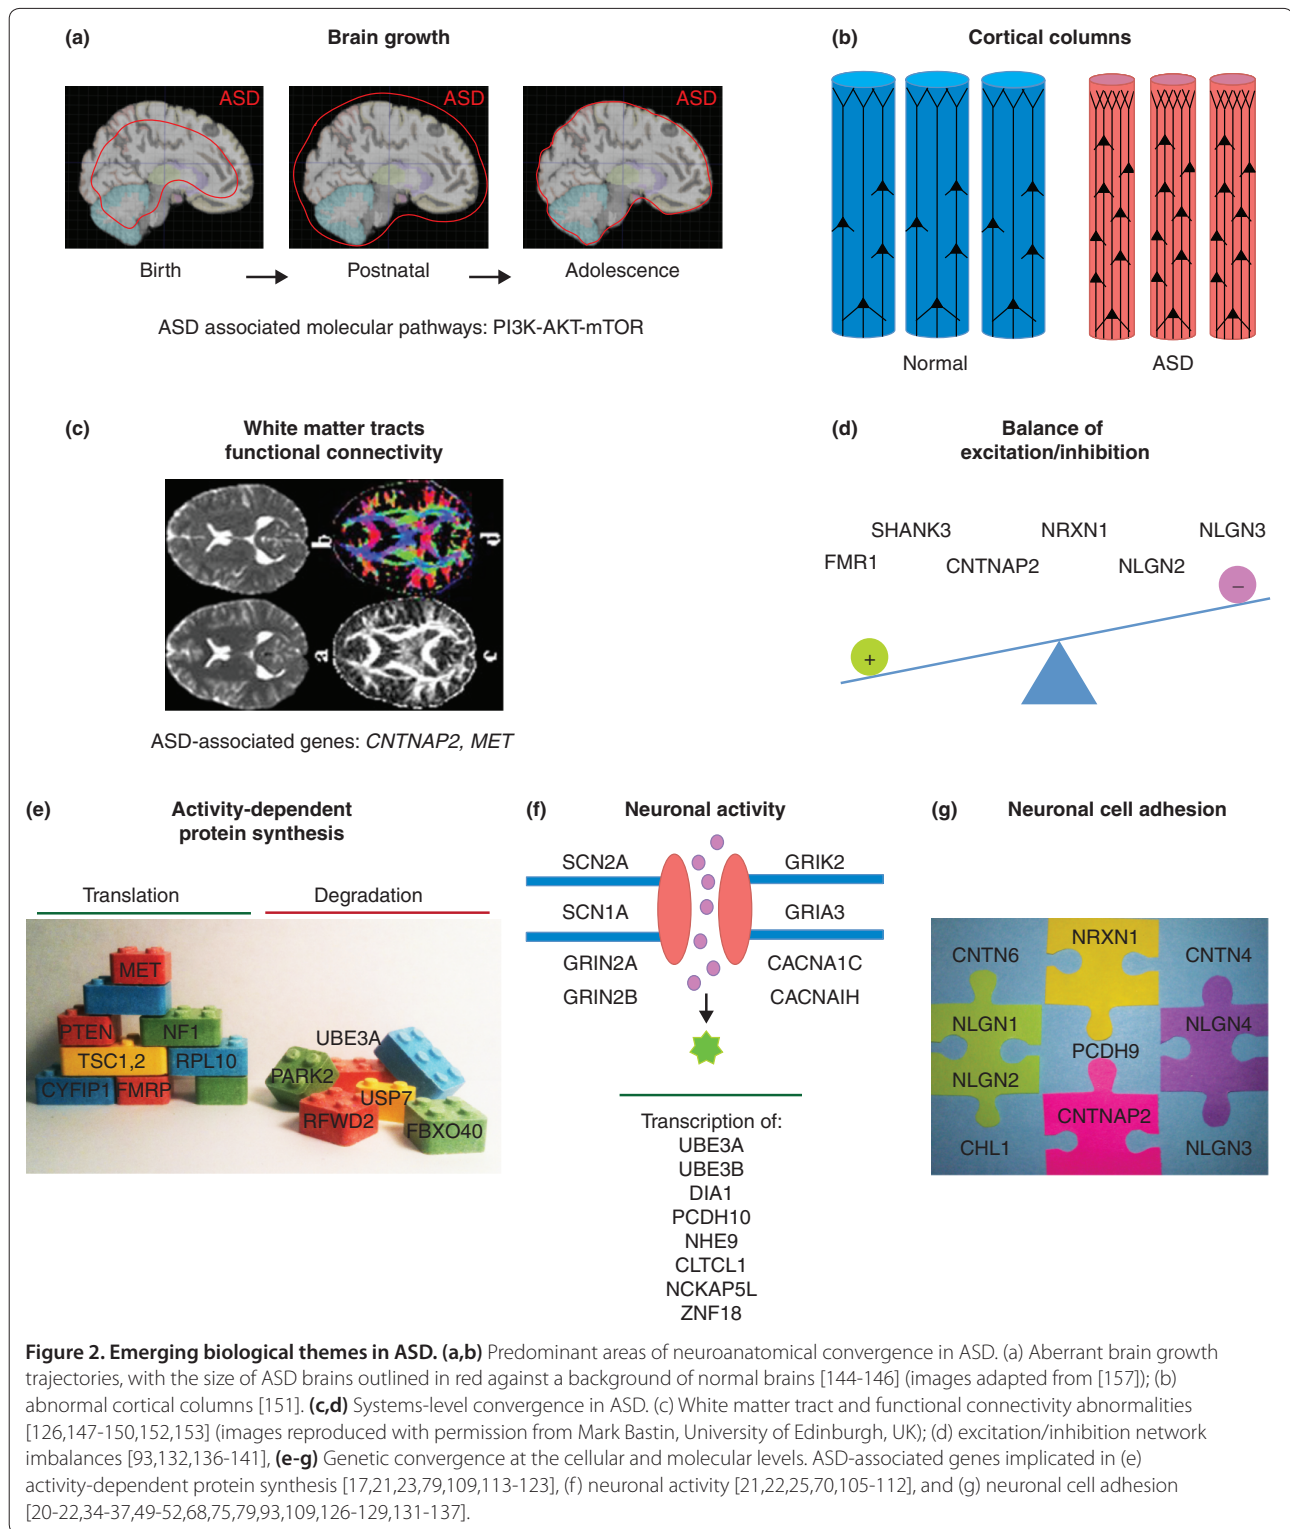 (a)
Brain growth
ASD
ASD
ASD
Birth
Postnatal
Adolescence
ASD associated molecular pathways: PI3K-AKT-mTOR
(b)
Cortical columns
Normal
ASD
(c)
White matter tracts
functional connectivity
b
d
a
c
ASD-associated genes: CNTNAP2, MET
(d)
Balance of
excitation/inhibition
SHANK3
NRXN1
NLGN3
FMR1
CNTNAP2
NLGN2
−
+
(e)
Activity-dependent
protein synthesis
Translation
Degradation
MET
PTEN
NF1
TSC1,2
RPL10
CYFIP1
FMRP
UBE3A
PARK2
USP7
RFWD2
FBXO40
(f)
Neuronal activity
SCN2A
GRIK2
SCN1A
GRIA3
GRIN2A
CACNA1C
GRIN2B
CACNAIH
Transcription of:
UBE3A
UBE3B
DIA1
PCDH10
NHE9
CLTCL1
NCKAP5L
ZNF18
(g)
Neuronal cell adhesion
CNTN6
NRXN1
CNTN4
NLGN1
NLGN4
PCDH9
NLGN2
CNTNAP2
CHL1
NLGN3
Figure 2. Emerging biological themes in ASD. (a,b) Predominant areas of neuroanatomical convergence in ASD. (a) Aberrant brain growth
trajectories, with the size of ASD brains outlined in red against a background of normal brains [144-146] (images adapted from [157]); (b)
abnormal cortical columns [151]. (c,d) Systems-level convergence in ASD. (c) White matter tract and functional connectivity abnormalities
[126,147-150,152,153] (images reproduced with permission from Mark Bastin, University of Edinburgh, UK); (d) excitation/inhibition network
imbalances [93,132,136-141], (e-g) Genetic convergence at the cellular and molecular levels. ASD-associated genes implicated in (e)
activity-dependent protein synthesis [17,21,23,79,109,113-123], (f) neuronal activity [21,22,25,70,105-112], and (g) neuronal cell adhesion
[20-22,34-37,49-52,68,75,79,93,109,126-129,131-137].